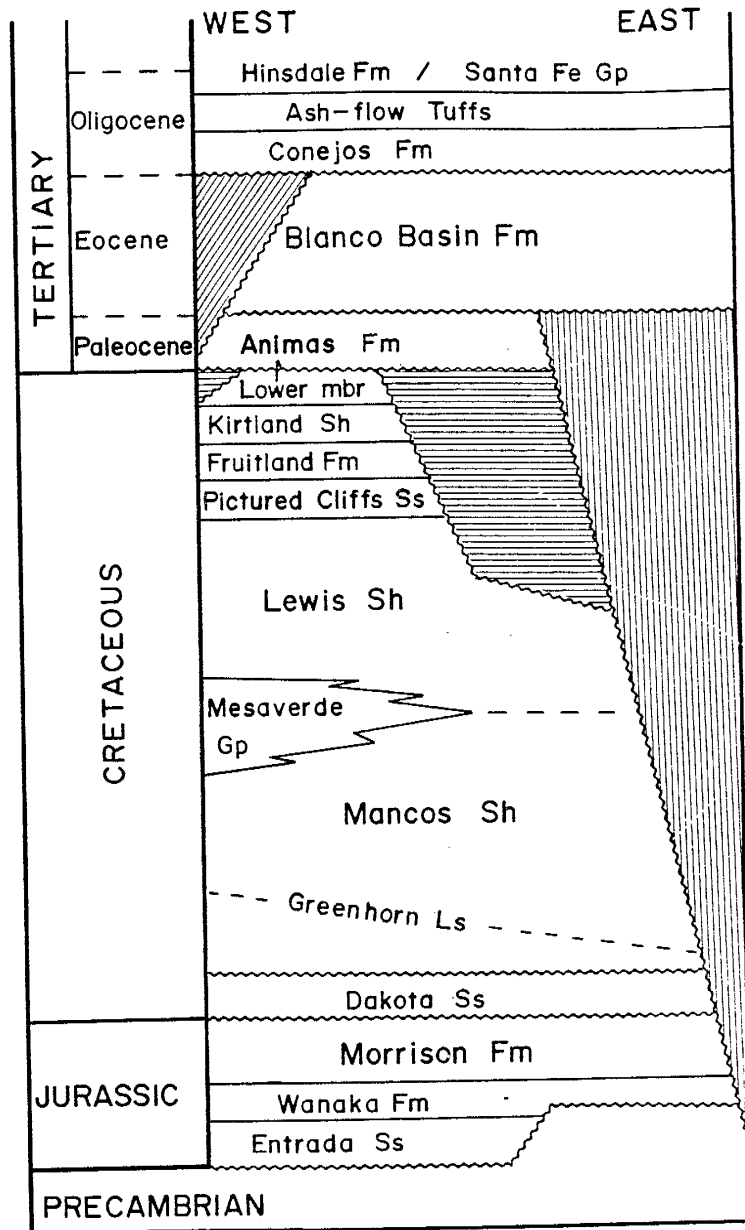 WEST EAST
Hinsdale Fm / Santa Fe Gp
Oligocene
Ash-flow Tuffs
Conejos Fm
TERTIARY
Eocene
Blanco Basin Fm
Paleocene
Animas Fm
Lower mbr
Kirtland Sh
Fruitland Fm
Pictured Cliffs Ss
CRETACEOUS
Lewis Sh
Mesaverde
Gp
Mancos Sh
Greenhorn Ls
Dakota Ss
JURASSIC
Morrison Fm
Wanaka Fm
Entrada Ss
PRECAMBRIAN